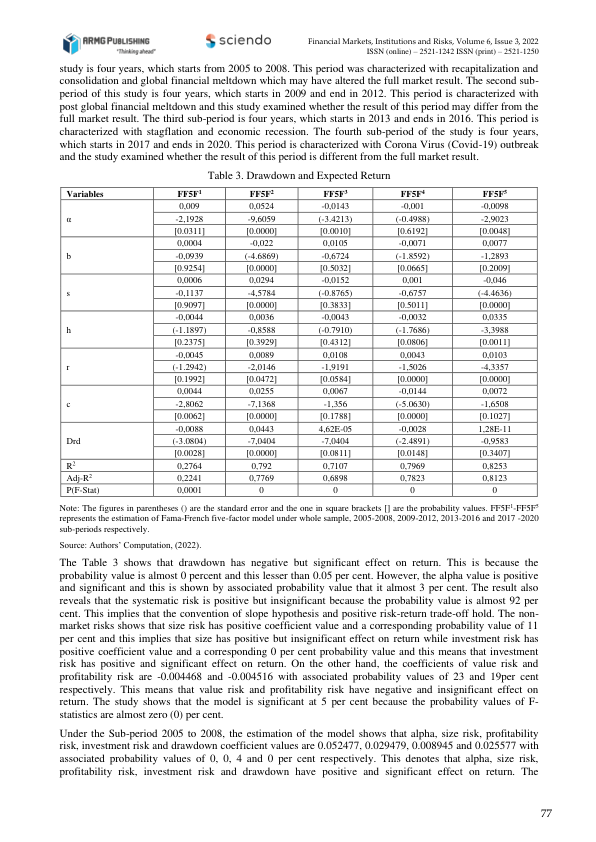 ARMG PUBLISHING
"Thinking ahead"
sciendo
Financial Markets, Institutions and Risks, Volume 6, Issue 3, 2022
ISSN (online) – 2521-1242 ISSN (print) – 2521-1250
study is four years, which starts from 2005 to 2008. This period was characterized with recapitalization and
consolidation and global financial meltdown which may have altered the full market result. The second sub-
period of this study is four years, which starts in 2009 and end in 2012. This period is characterized with
post global financial meltdown and this study examined whether the result of this period may differ from the
full market result. The third sub-period is four years, which starts in 2013 and ends in 2016. This period is
characterized with stagflation and economic recession. The fourth sub-period of the study is four years,
which starts in 2017 and ends in 2020. This period is characterized with Corona Virus (Covid-19) outbreak
and the study examined whether the result of this period is different from the full market result.
Table 3. Drawdown and Expected Return
Variables FF5F¹ FF5F² FF5F³ FF5F⁴ FF5F⁵
0,009 0,0524 -0,0143 -0,001 -0,0098
α -2,1928 -9,6059 (-3.4213) (-0.4988) -2,9023
[0.0311] [0.0000] [0.0010] [0.6192] [0.0048]
0,0004 -0,022 0,0105 -0,0071 0,0077
b -0,0939 (-4.6869) -0,6724 (-1.8592) -1,2893
[0.9254] [0.0000] [0.5032] [0.0665] [0.2009]
0,0006 0,0294 -0,0152 0,001 -0,046
s -0,1137 -4,5784 (-0.8765) -0,6757 (-4.4636)
[0.9097] [0.0000] [0.3833] [0.5011] [0.0000]
-0,0044 0,0036 -0,0043 -0,0032 0,0335
h (-1.1897) -0,8588 (-0.7910) (-1.7686) -3,3988
[0.2375] [0.3929] [0.4312] [0.0806] [0.0011]
-0,0045 0,0089 0,0108 0,0043 0,0103
r (-1.2942) -2,0146 -1,9191 -1,5026 -4,3357
[0.1992] [0.0472] [0.0584] [0.0000] [0.0000]
0,0044 0,0255 0,0067 -0,0144 0,0072
c -2,8062 -7,1368 -1,356 (-5.0630) -1,6508
[0.0062] [0.0000] [0.1788] [0.0000] [0.1027]
-0,0088 0,0443 4,62E-05 -0,0028 1,28E-11
Drd (-3.0804) -7,0404 -7,0404 (-2.4891) -0,9583
[0.0028] [0.0000] [0.0811] [0.0148] [0.3407]
R² 0,2764 0,792 0,7107 0,7969 0,8253
Adj-R² 0,2241 0,7769 0,6898 0,7823 0,8123
P(F-Stat) 0,0001 0 0 0 0
Note: The figures in parentheses () are the standard error and the one in square brackets [] are the probability values. FF5F¹-FF5F⁵
represents the estimation of Fama-French five-factor model under whole sample, 2005-2008, 2009-2012, 2013-2016 and 2017 -2020
sub-periods respectively.
Source: Authors' Computation, (2022).
The Table 3 shows that drawdown has negative but significant effect on return. This is because the
probability value is almost 0 percent and this lesser than 0.05 per cent. However, the alpha value is positive
and significant and this is shown by associated probability value that it almost 3 per cent. The result also
reveals that the systematic risk is positive but insignificant because the probability value is almost 92 per
cent. This implies that the convention of slope hypothesis and positive risk-return trade-off hold. The non-
market risks shows that size risk has positive coefficient value and a corresponding probability value of 11
per cent and this implies that size has positive but insignificant effect on return while investment risk has
positive coefficient value and a corresponding 0 per cent probability value and this means that investment
risk has positive and significant effect on return. On the other hand, the coefficients of value risk and
profitability risk are -0.004468 and -0.004516 with associated probability values of 23 and 19per cent
respectively. This means that value risk and profitability risk have negative and insignificant effect on
return. The study shows that the model is significant at 5 per cent because the probability values of F-
statistics are almost zero (0) per cent.
Under the Sub-period 2005 to 2008, the estimation of the model shows that alpha, size risk, profitability
risk, investment risk and drawdown coefficient values are 0.052477, 0.029479, 0.008945 and 0.025577 with
associated probability values of 0, 0, 4 and 0 per cent respectively. This denotes that alpha, size risk,
profitability risk, investment risk and drawdown have positive and significant effect on return. The
77